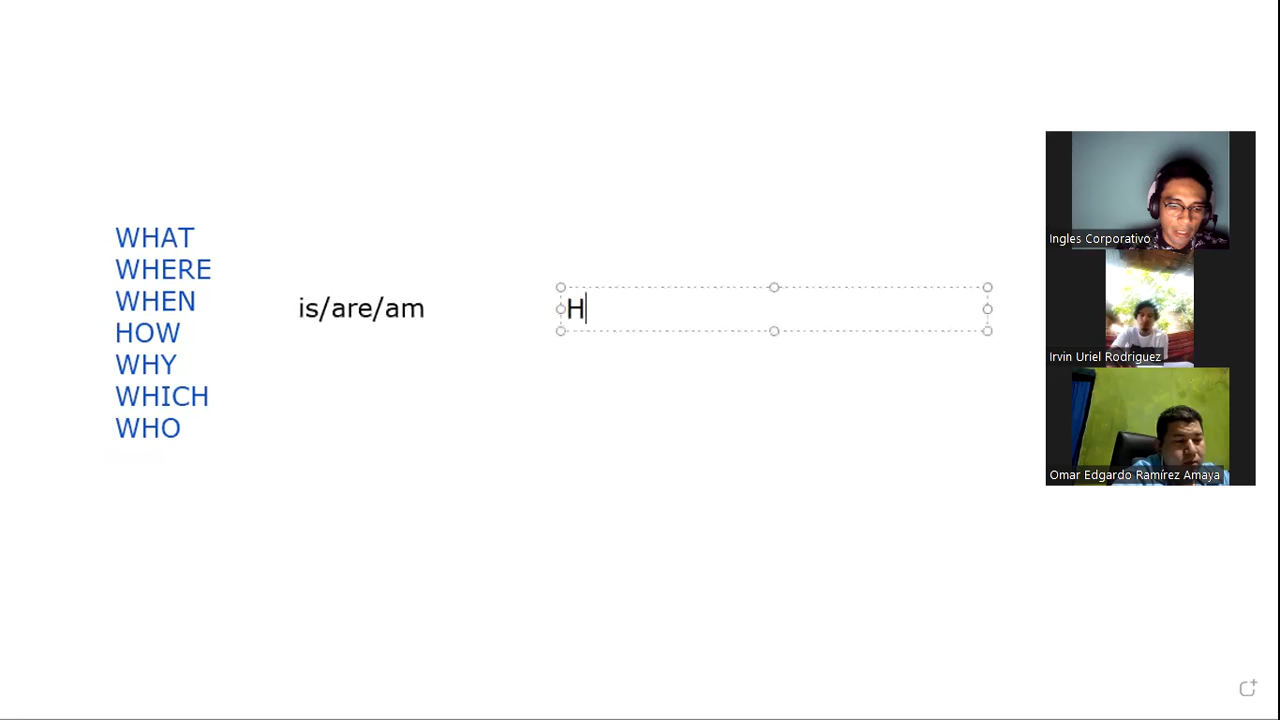 WHAT
WHERE
WHEN
HOW
WHY
WHICH
WHO
is/are/am
H
Ingles Corporativo
Irvin Uriel Rodriguez
Omar Edgardo Ramírez Amaya